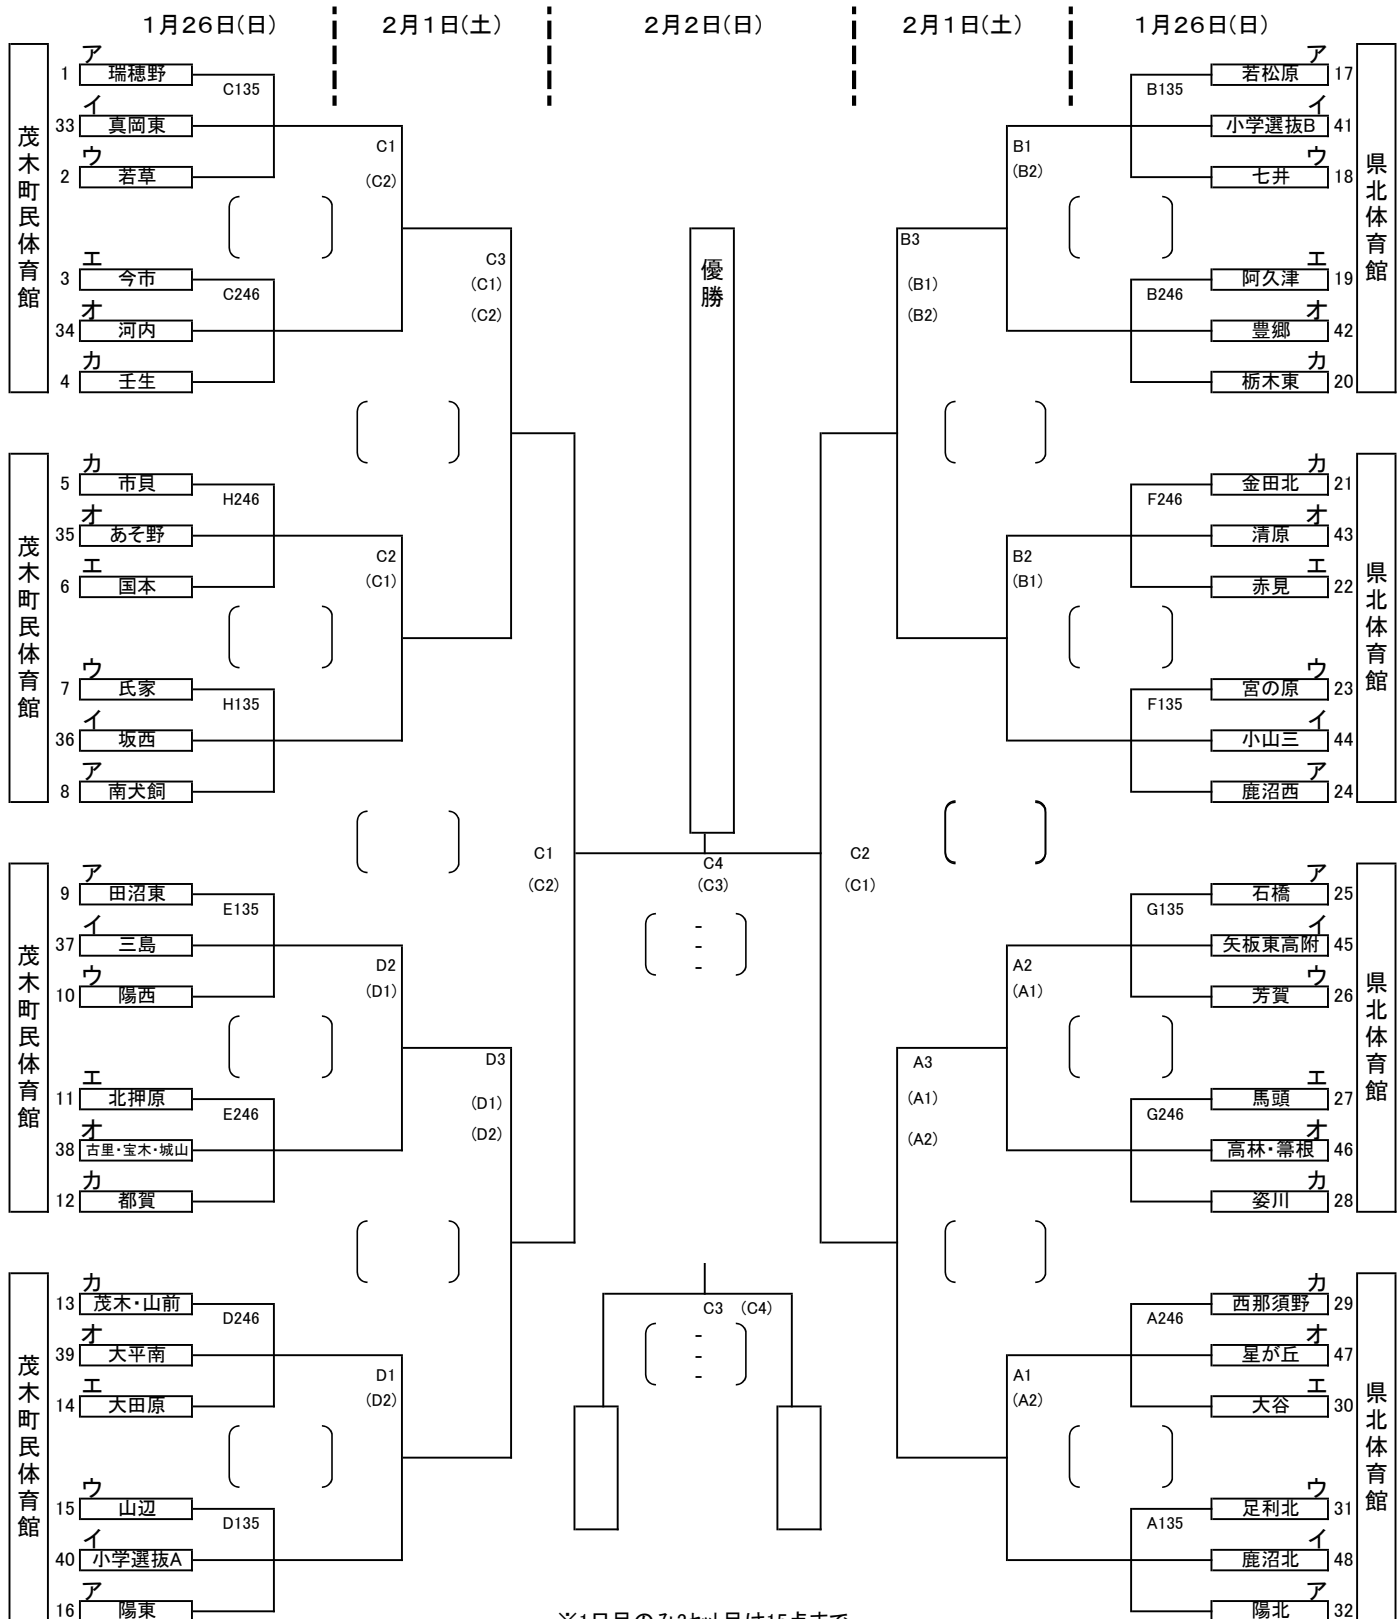 1月26日(日) 2月1日(土) 2月2日(日) 2月1日(土) 1月26日(日)
茂木町民体育館
ア
1 瑞穂野
C135
イ
33 真岡東
ウ
2 若草
C1
(C2)
エ
3 今市
C246
オ
34 河内
カ
4 壬生
C3
(C1)
(C2)
茂木町民体育館
カ
5 市貝
H246
オ
35 あそ野
エ
6 国本
C2
(C1)
ウ
7 氏家
H135
イ
36 坂西
ア
8 南犬飼
茂木町民体育館
ア
9 田沼東
E135
イ
37 三島
ウ
10 陽西
D2
(D1)
エ
11 北押原
E246
オ
38 古里・宝木・城山
カ
12 都賀
D3
(D1)
(D2)
茂木町民体育館
カ
13 茂木・山前
D246
オ
39 大平南
エ
14 大田原
D1
(D2)
ウ
15 山辺
D135
イ
40 小学選抜A
ア
16 陽東
優勝
C1
(C2)
C4
(C3)
-
-
-
C2
(C1)
C3 (C4)
-
-
-
県北体育館
ア
B135
若松原 17
イ
小学選抜B 41
ウ
七井 18
B1
(B2)
エ
阿久津 19
B246
オ
豊郷 42
カ
栃木東 20
B3
(B1)
(B2)
県北体育館
カ
金田北 21
F246
オ
清原 43
エ
赤見 22
B2
(B1)
ウ
宮の原 23
F135
イ
小山三 44
ア
鹿沼西 24
県北体育館
ア
石橋 25
G135
イ
矢板東高附 45
ウ
芳賀 26
A2
(A1)
エ
馬頭 27
G246
オ
高林・箒根 46
カ
姿川 28
A3
(A1)
(A2)
県北体育館
カ
西那須野 29
A246
オ
星が丘 47
エ
大谷 30
A1
(A2)
ウ
足利北 31
A135
イ
鹿沼北 48
ア
陽北 32
※1日目のみ3セット目は15点まで